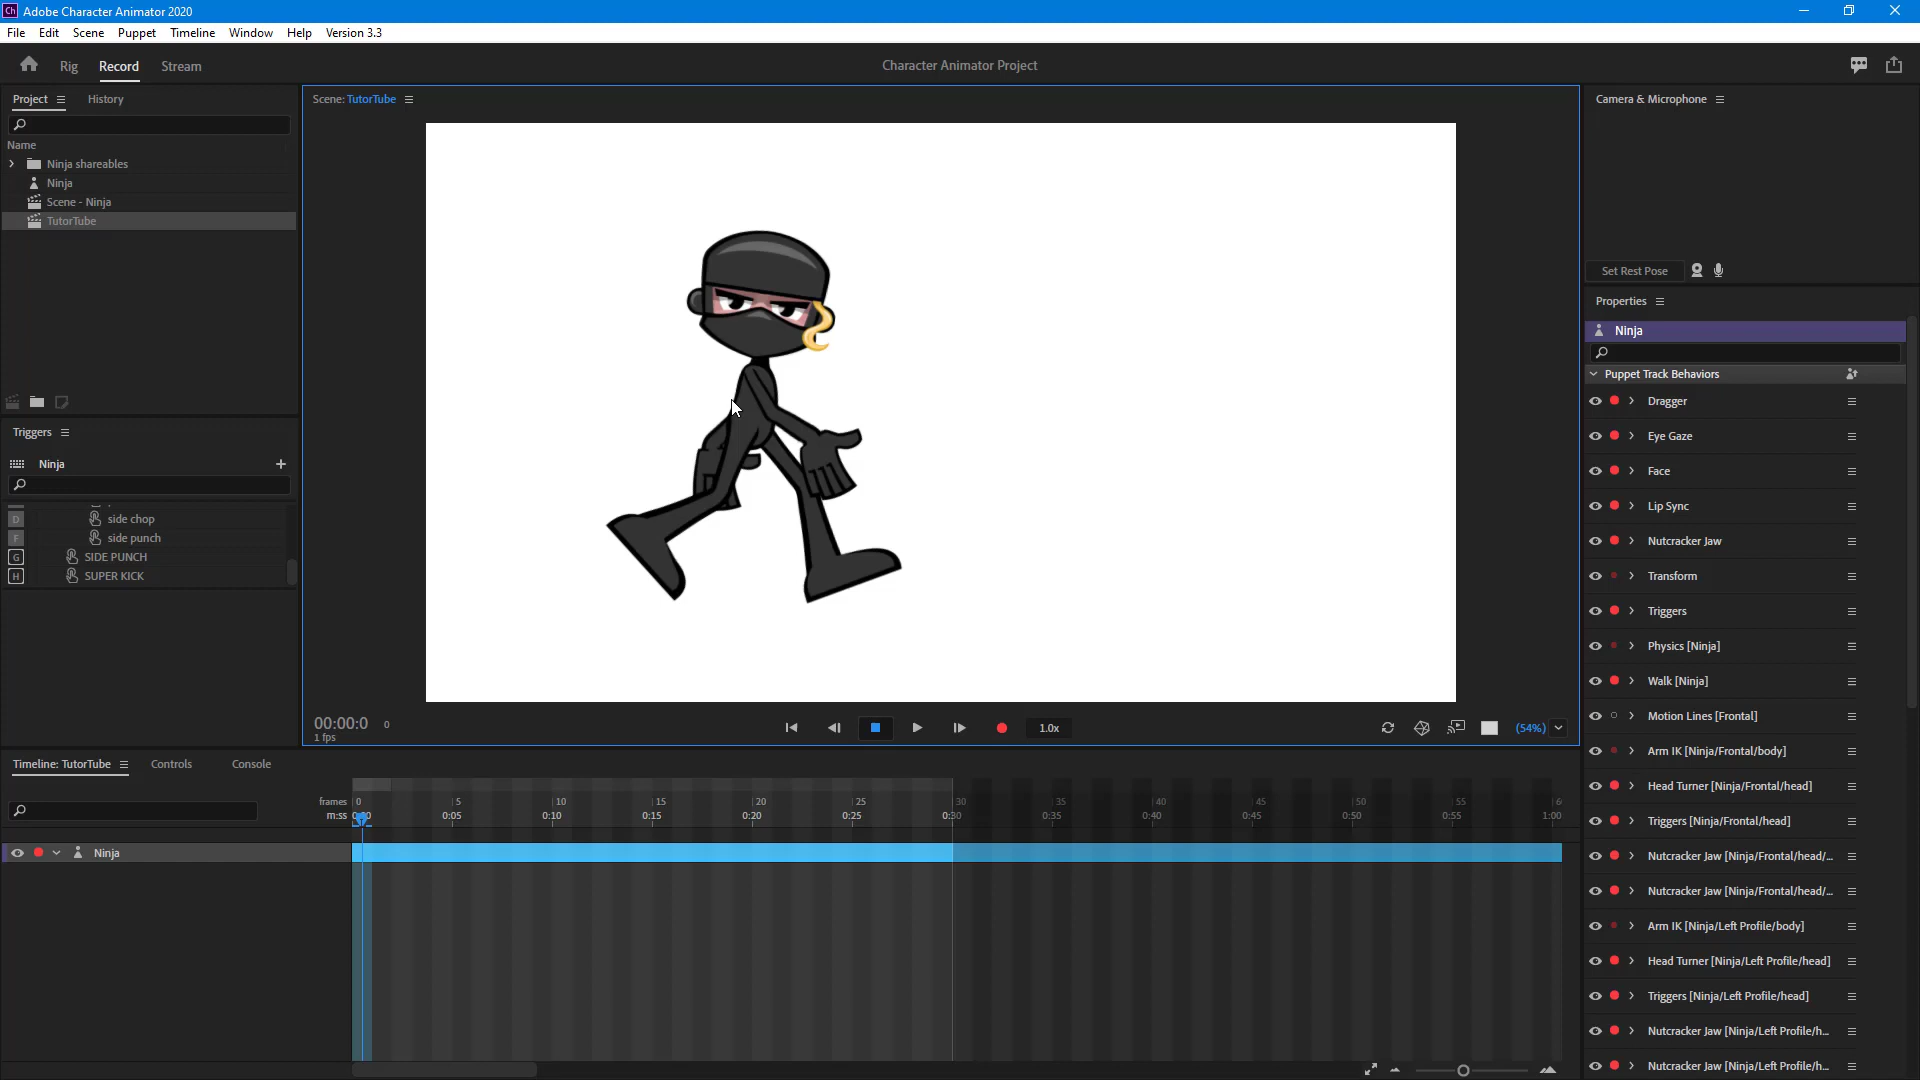 Ch Adobe Character Animator 2020
File Edit Scene Puppet Timeline Window Help Version 3.3
Rig Record Stream
Character Animator Project
Project History
Name
Ninja shareables
Ninja
Scene - Ninja
TutorTube
Triggers
Ninja
D side chop
F side punch
G SIDE PUNCH
H SUPER KICK
Scene: TutorTube
00:00:0 0
1 fps
1.0x
(54%)
Camera & Microphone
Set Rest Pose
Properties
Ninja
Puppet Track Behaviors
Dragger
Eye Gaze
Face
Lip Sync
Nutcracker Jaw
Transform
Triggers
Physics [Ninja]
Walk [Ninja]
Motion Lines [Frontal]
Arm IK [Ninja/Frontal/body]
Head Turner [Ninja/Frontal/head]
Triggers [Ninja/Frontal/head]
Nutcracker Jaw [Ninja/Frontal/head/...
Nutcracker Jaw [Ninja/Frontal/head/...
Arm IK [Ninja/Left Profile/body]
Head Turner [Ninja/Left Profile/head]
Triggers [Ninja/Left Profile/head]
Nutcracker Jaw [Ninja/Left Profile/h...
Nutcracker Jaw [Ninja/Left Profile/h...
Timeline: TutorTube Controls Console
frames 0 5 10 15 20 25 30 35 40 45 50 55 6
m:ss 0:05 0:10 0:15 0:20 0:25 0:30 0:35 0:40 0:45 0:50 0:55 1:00
Ninja